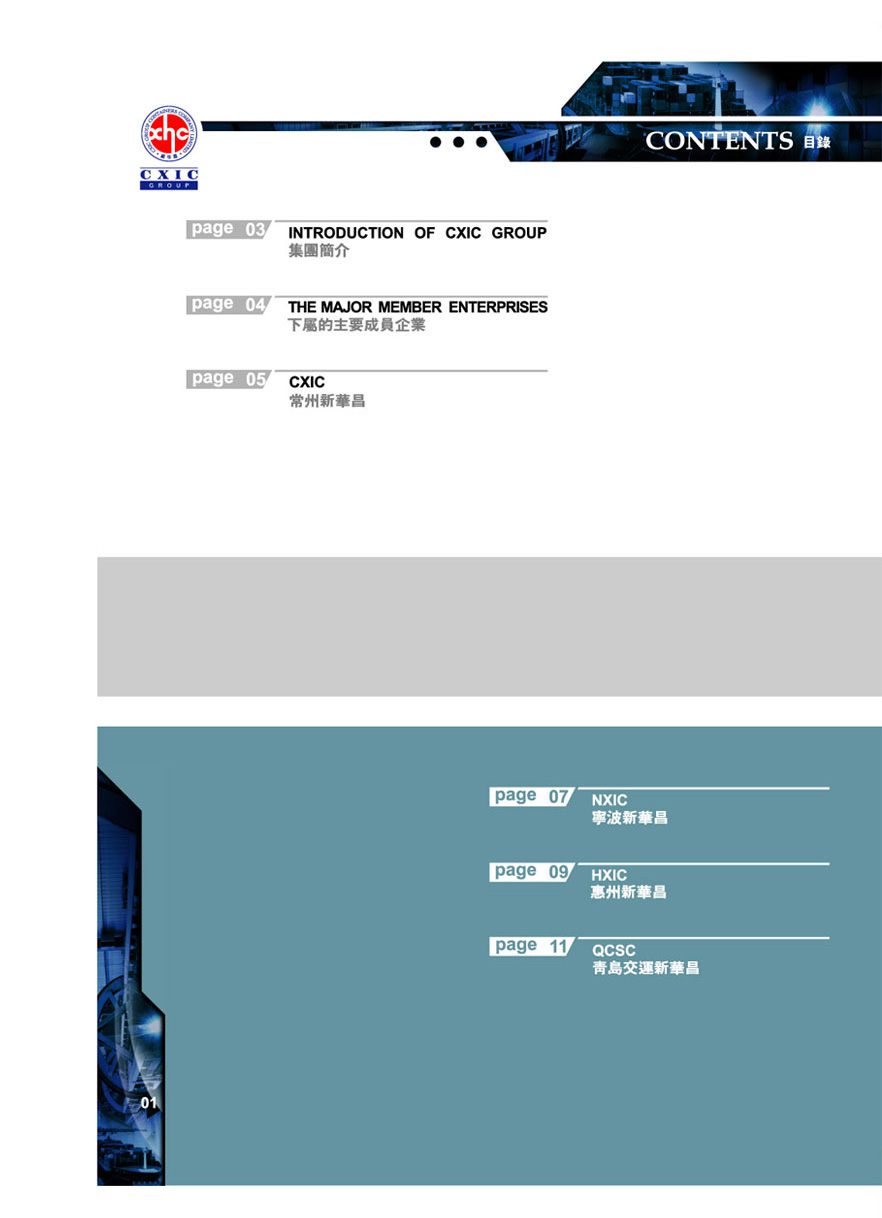 xhc
CXIC
GROUP
CONTENTS 目錄
page 03 INTRODUCTION OF CXIC GROUP
集團簡介
page 04 THE MAJOR MEMBER ENTERPRISES
下屬的主要成員企業
page 05 CXIC
常州新華昌
page 07 NXIC
寧波新華昌
page 09 HXIC
惠州新華昌
page 11 QCSC
青島交運新華昌
01